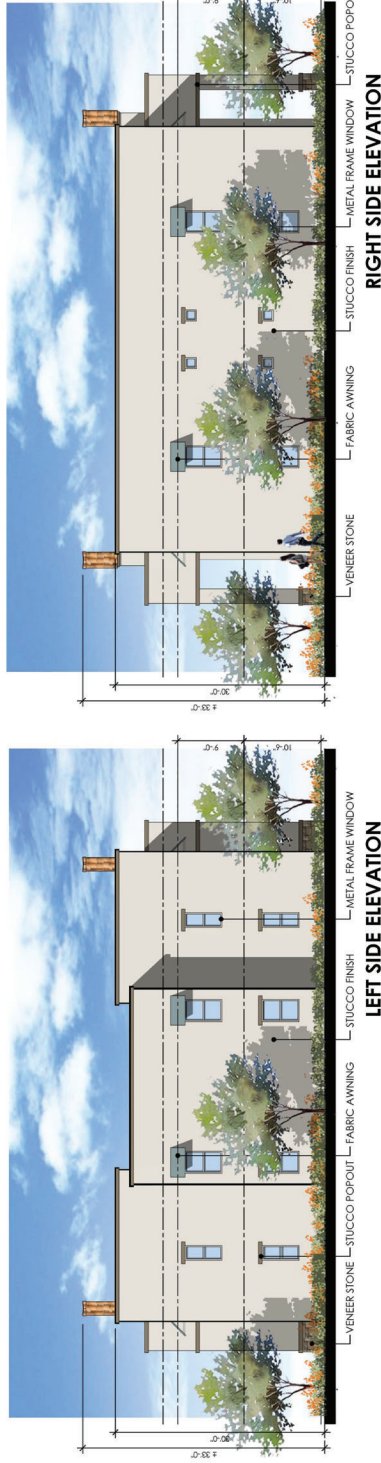 ± 33'-0"
30'-0"
9'-0"
10'-6"
VENEER STONE
STUCCO POPOUT
FABRIC AWNING
STUCCO FINISH
METAL FRAME WINDOW
LEFT SIDE ELEVATION
± 33'-0"
30'-0"
9'-0"
10'-6"
VENEER STONE
FABRIC AWNING
STUCCO FINISH
METAL FRAME WINDOW
STUCCO POPO
RIGHT SIDE ELEVATION